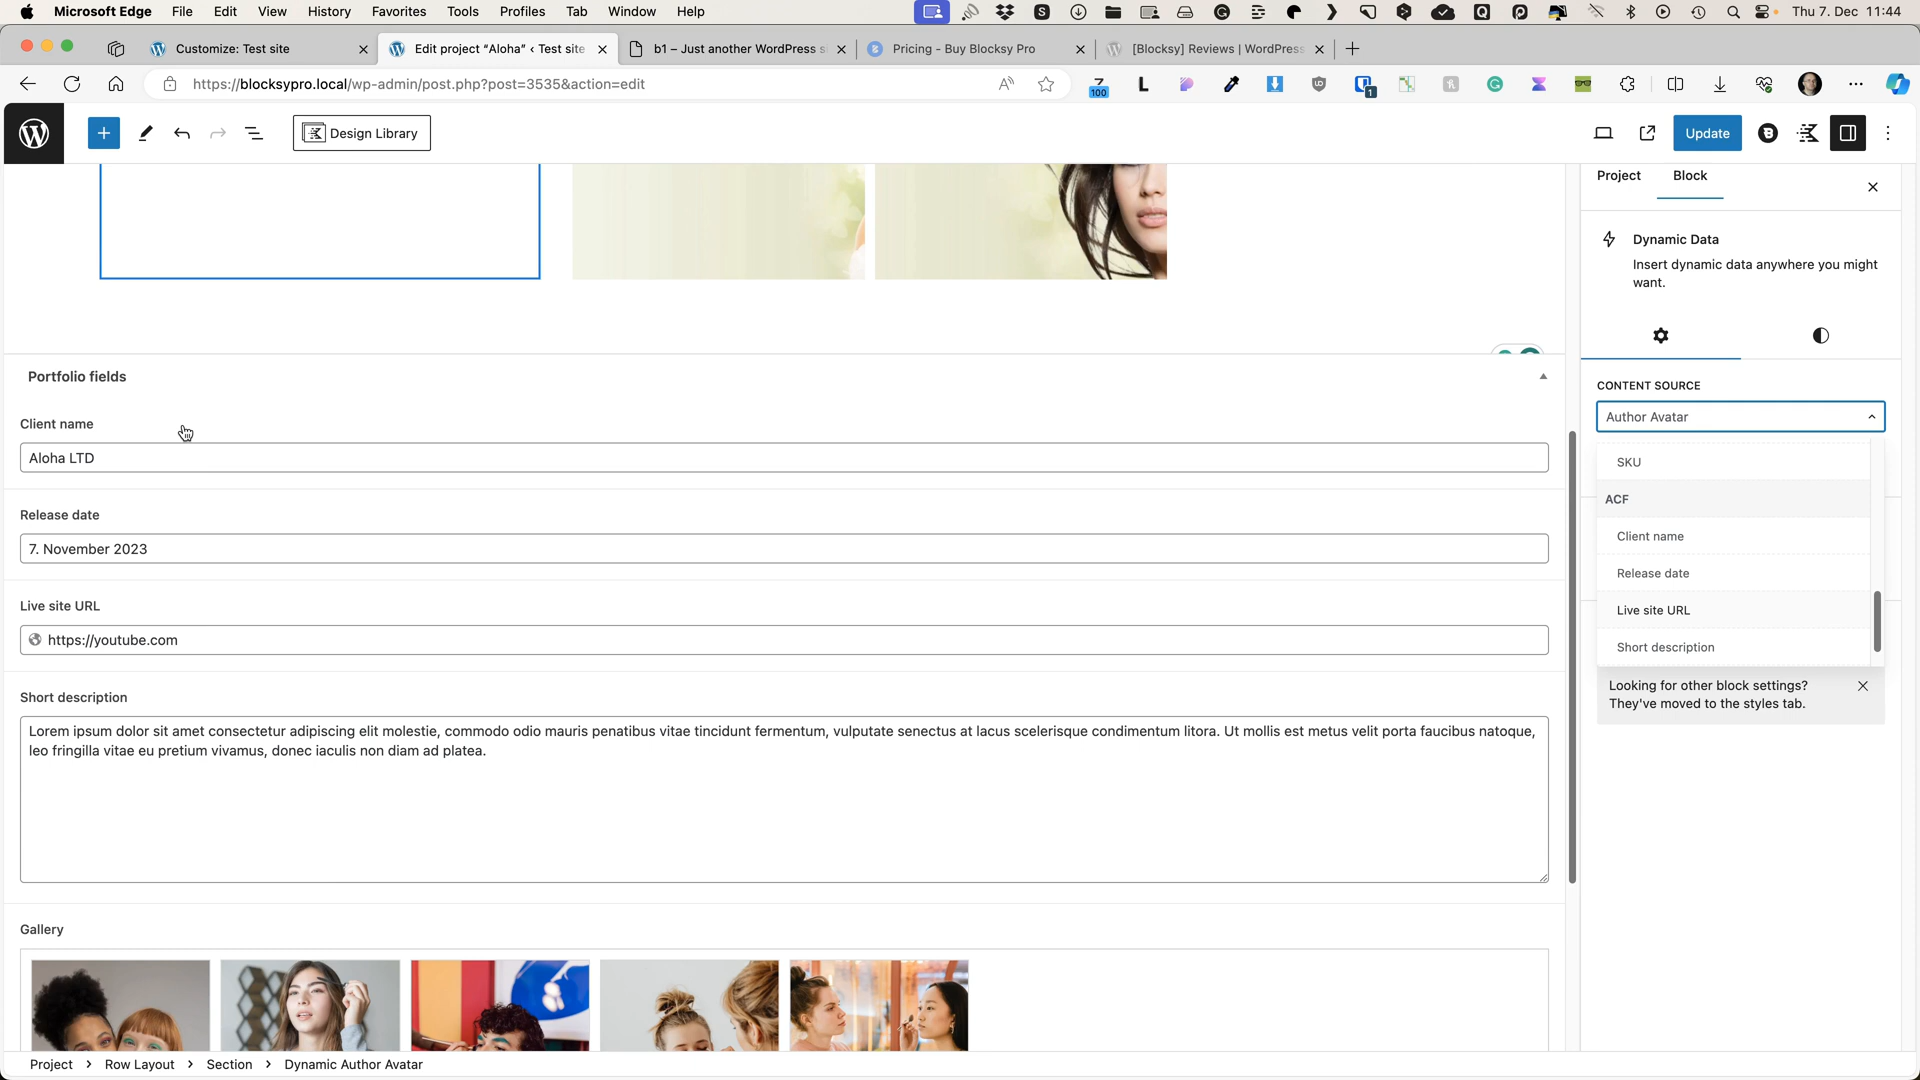 Microsoft Edge File Edit View History Favorites Tools Profiles Tab Window Help
Thu 7. Dec 11:44
Customize: Test site
Edit project “Aloha” ‹ Test site
b1 – Just another WordPress s
Pricing - Buy Blocksy Pro
[Blocksy] Reviews | WordPress
https://blocksypro.local/wp-admin/post.php?post=3535&action=edit
100
1
Design Library
Update
Project
Block
Dynamic Data
Insert dynamic data anywhere you might
want.
CONTENT SOURCE
Author Avatar
SKU
ACF
Client name
Release date
Live site URL
Short description
Looking for other block settings?
They've moved to the styles tab.
Portfolio fields
Client name
Aloha LTD
Release date
7. November 2023
Live site URL
https://youtube.com
Short description
Lorem ipsum dolor sit amet consectetur adipiscing elit molestie, commodo odio mauris penatibus vitae tincidunt fermentum, vulputate senectus at lacus scelerisque condimentum litora. Ut mollis est metus velit porta faucibus natoque,
leo fringilla vitae eu pretium vivamus, donec iaculis non diam ad platea.
Gallery
Project › Row Layout › Section › Dynamic Author Avatar